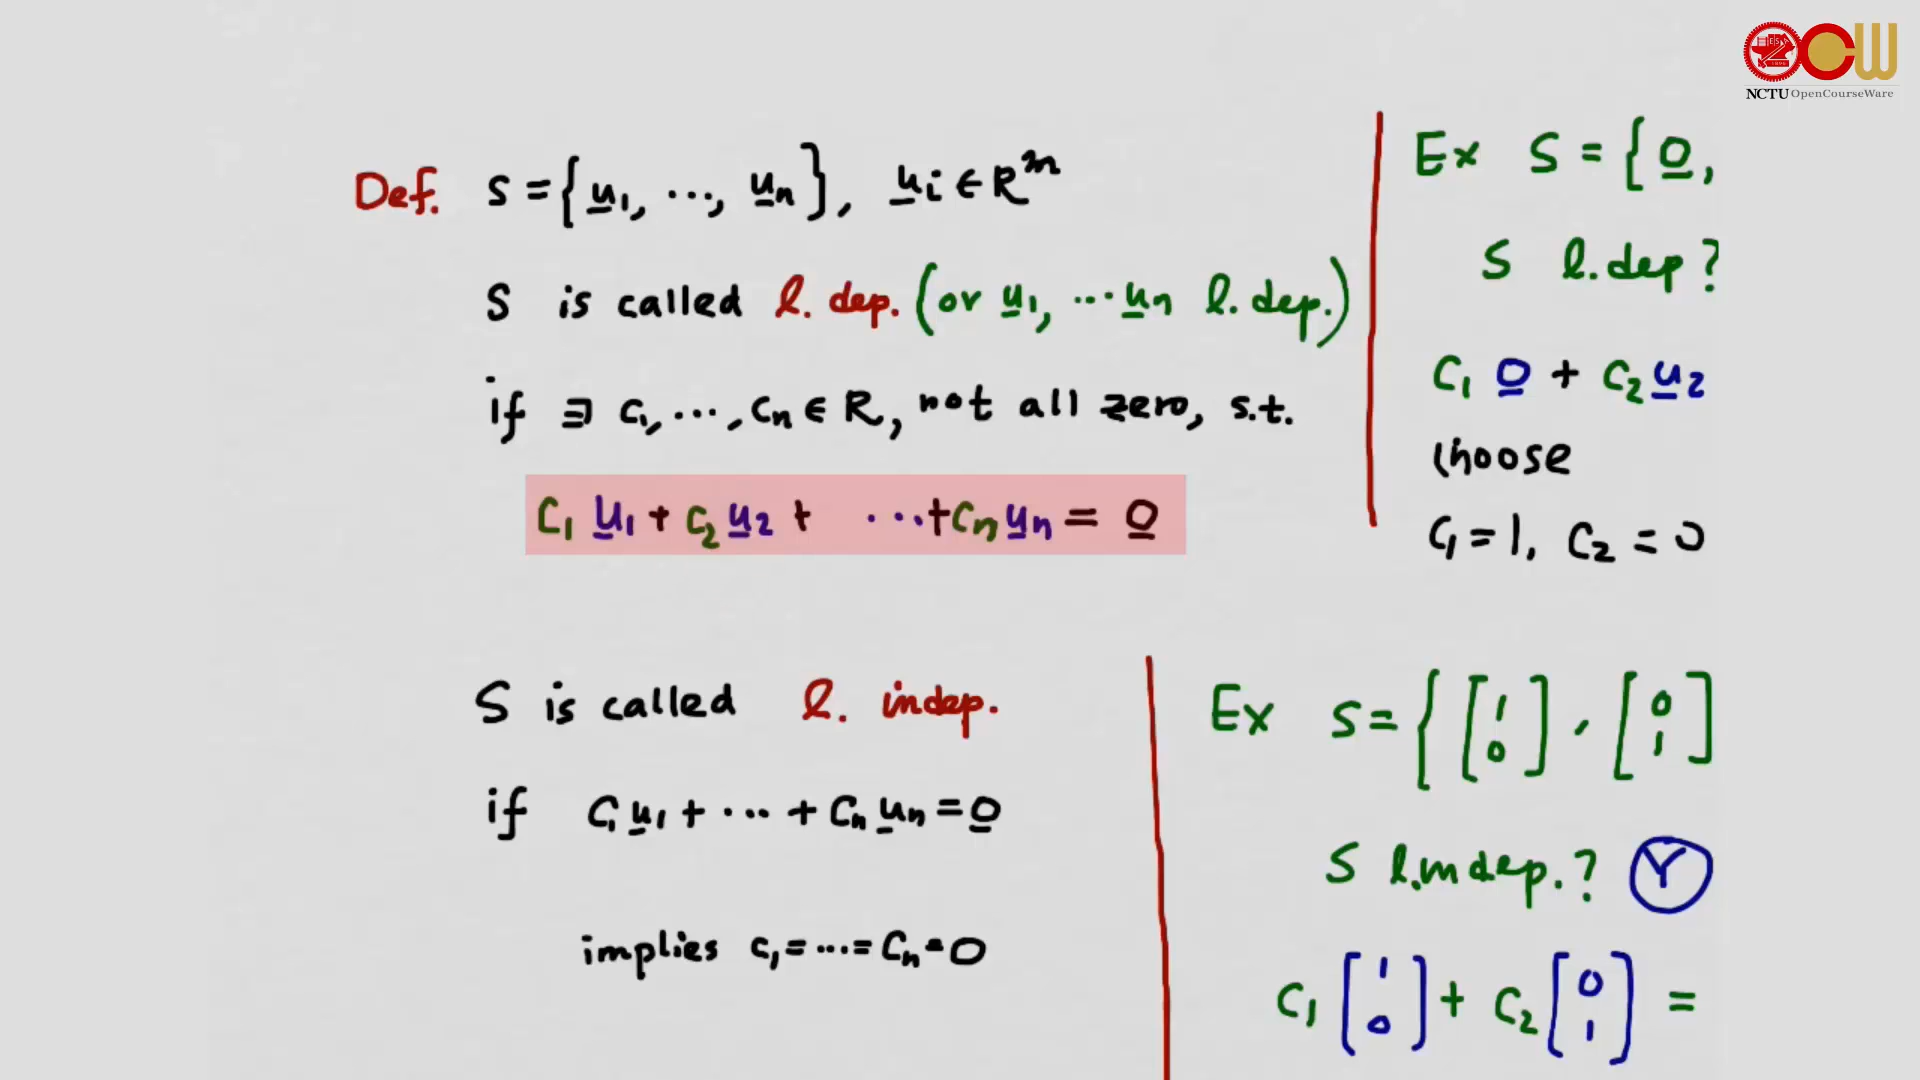 NCTU OpenCourseWare
Def. S = {u1, ..., un}, ui ∈ R^m
S is called l. dep. (or u1, ... un l. dep.)
if ∃ c1, ..., cn ∈ R, not all zero, s.t.
c1 u1 + c2 u2 + ... + cn un = 0
Ex S = {0,
S l.dep?
c1 0 + c2 u2
choose
c1 = 1, c2 = 0
S is called l. indep.
if c1 u1 + ... + cn un = 0
implies c1 = ... = cn = 0
Ex S = { [1 0], [0 1]
S l.indep.? Y
c1 [1 0] + c2 [0 1] =